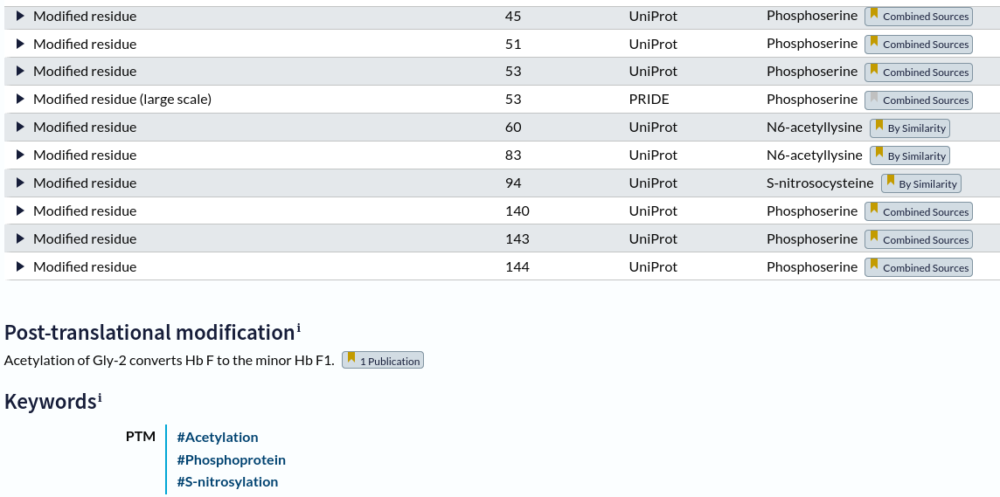 Modified residue 45 UniProt Phosphoserine Combined Sources
Modified residue 51 UniProt Phosphoserine Combined Sources
Modified residue 53 UniProt Phosphoserine Combined Sources
Modified residue (large scale) 53 PRIDE Phosphoserine Combined Sources
Modified residue 60 UniProt N6-acetyllysine By Similarity
Modified residue 83 UniProt N6-acetyllysine By Similarity
Modified residue 94 UniProt S-nitrosocysteine By Similarity
Modified residue 140 UniProt Phosphoserine Combined Sources
Modified residue 143 UniProt Phosphoserine Combined Sources
Modified residue 144 UniProt Phosphoserine Combined Sources
Post-translational modification i
Acetylation of Gly-2 converts Hb F to the minor Hb F1. 1 Publication
Keywords i
PTM #Acetylation
#Phosphoprotein
#S-nitrosylation